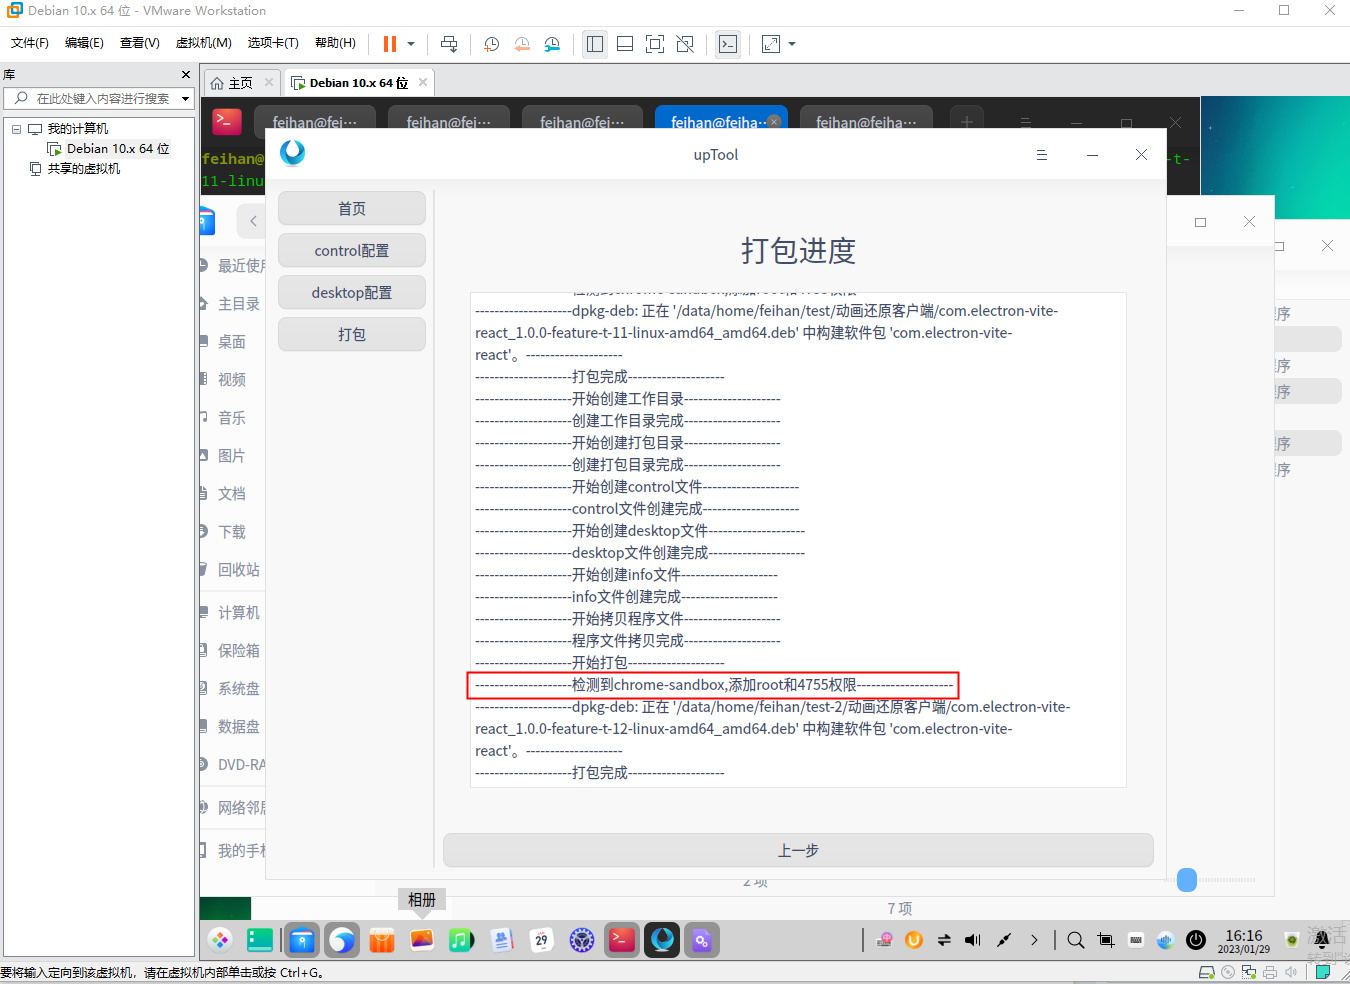 Debian 10.x 64 位 - VMware Workstation
文件(F) 编辑(E) 查看(V) 虚拟机(M) 选项卡(T) 帮助(H)
库
在此处键入内容进行搜索
我的计算机
Debian 10.x 64 位
共享的虚拟机
主页
Debian 10.x 64 位
feihan@fei··· feihan@fei··· feihan@fei··· feihan@feiha··· feihan@feiha···
feihan@
-t-
11-linu
upTool
首页
control配置
desktop配置
打包
最近使用
主目录
桌面
视频
音乐
图片
文档
下载
回收站
计算机
保险箱
系统盘
数据盘
DVD-RA
网络邻居
我的手机
打包进度
--------------------dpkg-deb: 正在 '/data/home/feihan/test/动画还原客户端/com.electron-vite-
react_1.0.0-feature-t-11-linux-amd64_amd64.deb' 中构建软件包 'com.electron-vite-
react'。--------------------
--------------------打包完成--------------------
--------------------开始创建工作目录--------------------
--------------------创建工作目录完成--------------------
--------------------开始创建打包目录--------------------
--------------------创建打包目录完成--------------------
--------------------开始创建control文件--------------------
--------------------control文件创建完成--------------------
--------------------开始创建desktop文件--------------------
--------------------desktop文件创建完成--------------------
--------------------开始创建info文件--------------------
--------------------info文件创建完成--------------------
--------------------开始拷贝程序文件--------------------
--------------------程序文件拷贝完成--------------------
--------------------开始打包--------------------
--------------------检测到chrome-sandbox,添加root和4755权限--------------------
--------------------dpkg-deb: 正在 '/data/home/feihan/test-2/动画还原客户端/com.electron-vite-
react_1.0.0-feature-t-12-linux-amd64_amd64.deb' 中构建软件包 'com.electron-vite-
react'。--------------------
--------------------打包完成--------------------
上一步
序
序
序
序
序
2 项
7 项
相册
29
16:16
2023/01/29
激活
转到
要将输入定向到该虚拟机，请在虚拟机内部单击或按 Ctrl+G。